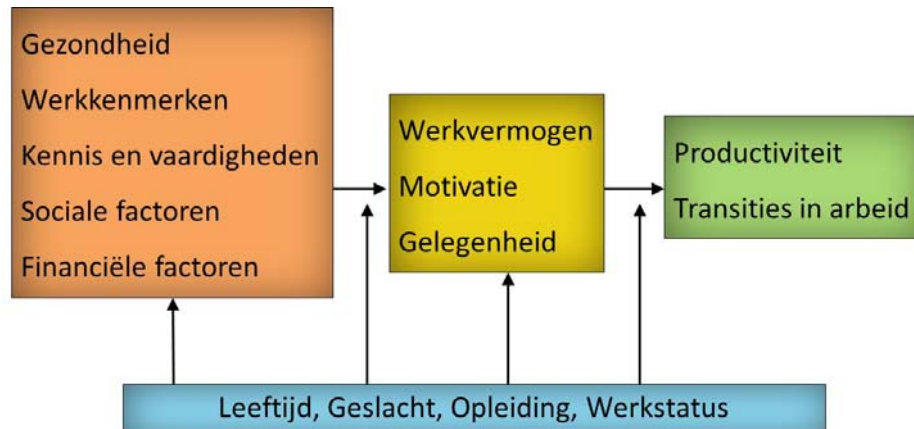 Gezondheid
Werkkenmerken
Kennis en vaardigheden
Sociale factoren
Financiële factoren
Werkvermogen
Motivatie
Gelegenheid
Productiviteit
Transities in arbeid
Leeftijd, Geslacht, Opleiding, Werkstatus